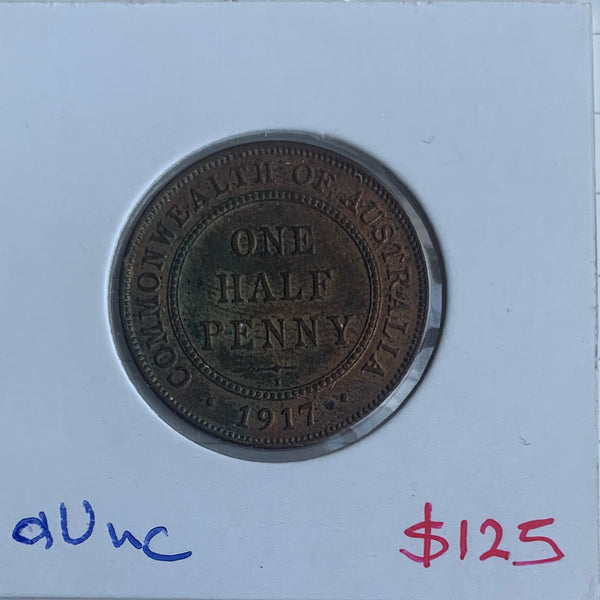 COMMONWEALTH OF AUSTRALIA
ONE
HALF
PENNY
I
· 1917 ·
aUnc
$125